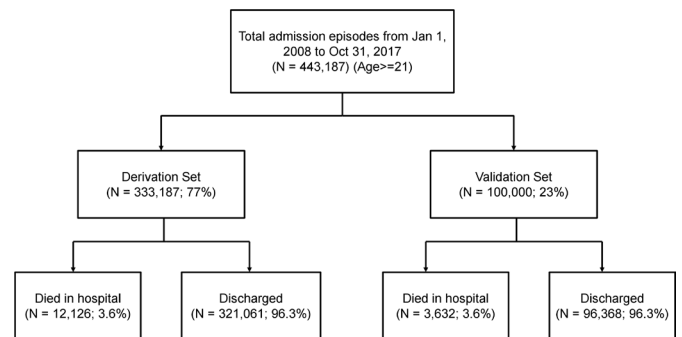 Total admission episodes from Jan 1,
2008 to Oct 31, 2017
(N = 443,187) (Age>=21)
Derivation Set
(N = 333,187; 77%)
Validation Set
(N = 100,000; 23%)
Died in hospital
(N = 12,126; 3.6%)
Discharged
(N = 321,061; 96.3%)
Died in hospital
(N = 3,632; 3.6%)
Discharged
(N = 96,368; 96.3%)